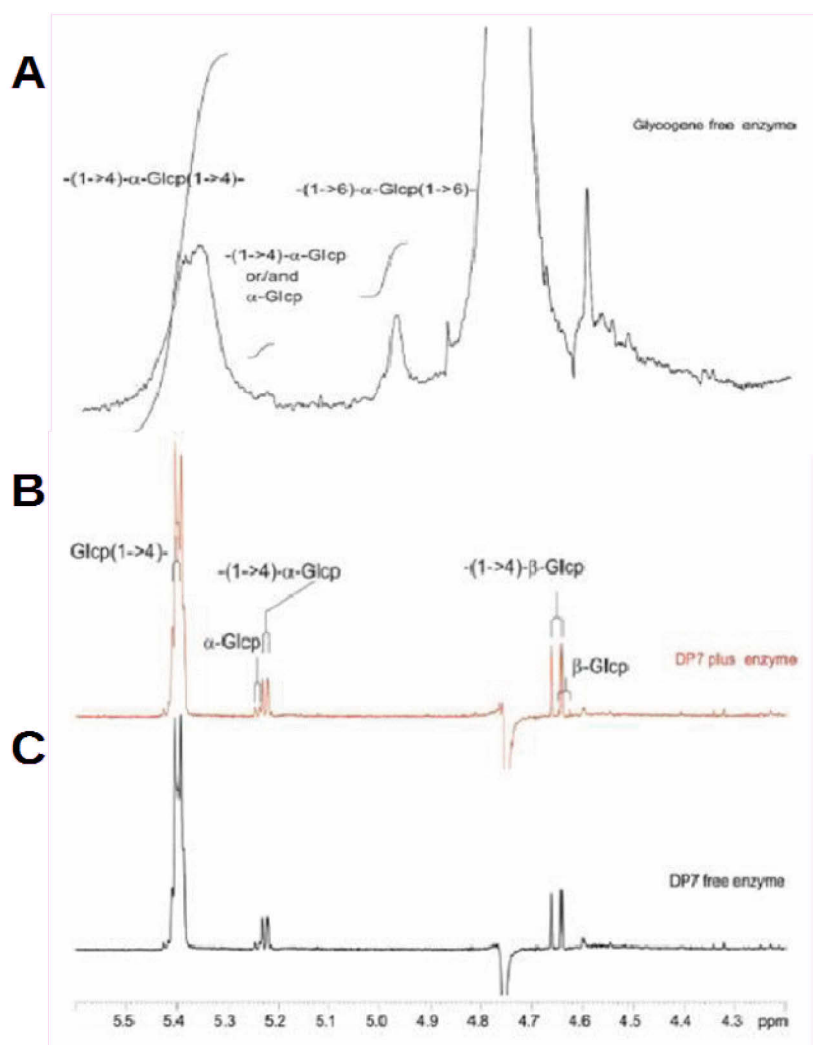 A
Glycogene free enzyme
-(1->4)-α-Glcp(1->4)-
-(1->6)-α-Glcp(1->6)-
-(1->4)-α-Glcp
or/and
α-Glcp
B
Glcp(1->4)-
-(1->4)-α-Glcp
-(1->4)-β-Glcp
α-Glcp
β-Glcp
DP7 plus enzyme
C
DP7 free enzyme
5.5 5.4 5.3 5.2 5.1 5.0 4.9 4.8 4.7 4.6 4.5 4.4 4.3 ppm